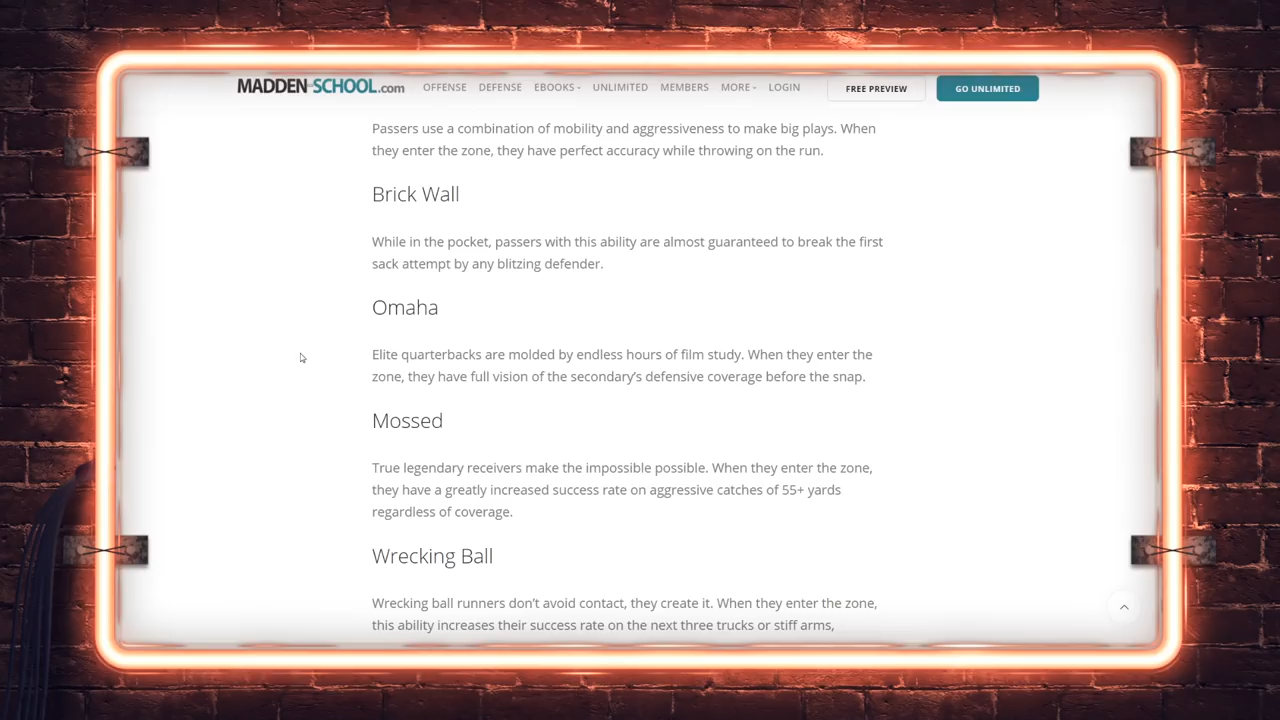 MADDEN-SCHOOL.com OFFENSE DEFENSE EBOOKS UNLIMITED MEMBERS MORE LOGIN FREE PREVIEW GO UNLIMITED
Passers use a combination of mobility and aggressiveness to make big plays. When
they enter the zone, they have perfect accuracy while throwing on the run.
Brick Wall
While in the pocket, passers with this ability are almost guaranteed to break the first
sack attempt by any blitzing defender.
Omaha
Elite quarterbacks are molded by endless hours of film study. When they enter the
zone, they have full vision of the secondary’s defensive coverage before the snap.
Mossed
True legendary receivers make the impossible possible. When they enter the zone,
they have a greatly increased success rate on aggressive catches of 55+ yards
regardless of coverage.
Wrecking Ball
Wrecking ball runners don’t avoid contact, they create it. When they enter the zone,
this ability increases their success rate on the next three trucks or stiff arms,